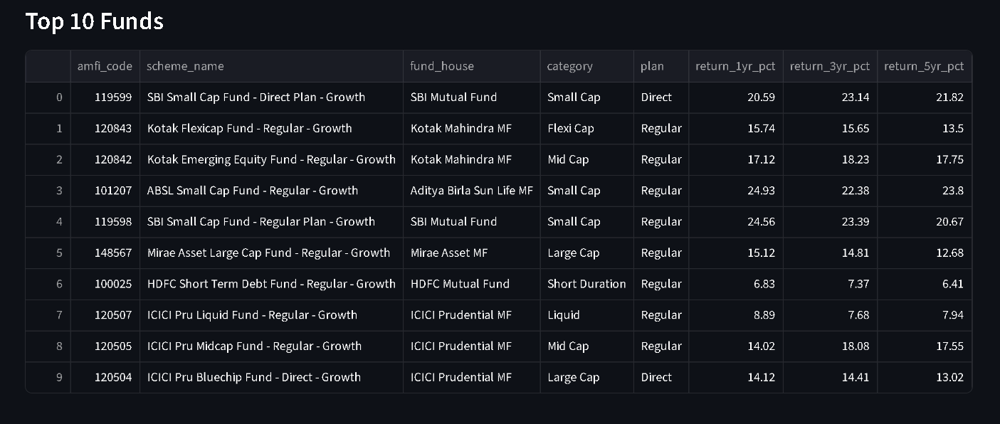 Top 10 Funds
amfi_code scheme_name fund_house category plan return_1yr_pct return_3yr_pct return_5yr_pct
0 119599 SBI Small Cap Fund - Direct Plan - Growth SBI Mutual Fund Small Cap Direct 20.59 23.14 21.82
1 120843 Kotak Flexicap Fund - Regular - Growth Kotak Mahindra MF Flexi Cap Regular 15.74 15.65 13.5
2 120842 Kotak Emerging Equity Fund - Regular - Growth Kotak Mahindra MF Mid Cap Regular 17.12 18.23 17.75
3 101207 ABSL Small Cap Fund - Regular - Growth Aditya Birla Sun Life MF Small Cap Regular 24.93 22.38 23.8
4 119598 SBI Small Cap Fund - Regular Plan - Growth SBI Mutual Fund Small Cap Regular 24.56 23.39 20.67
5 148567 Mirae Asset Large Cap Fund - Regular - Growth Mirae Asset MF Large Cap Regular 15.12 14.81 12.68
6 100025 HDFC Short Term Debt Fund - Regular - Growth HDFC Mutual Fund Short Duration Regular 6.83 7.37 6.41
7 120507 ICICI Pru Liquid Fund - Regular - Growth ICICI Prudential MF Liquid Regular 8.89 7.68 7.94
8 120505 ICICI Pru Midcap Fund - Regular - Growth ICICI Prudential MF Mid Cap Regular 14.02 18.08 17.55
9 120504 ICICI Pru Bluechip Fund - Direct - Growth ICICI Prudential MF Large Cap Direct 14.12 14.41 13.02